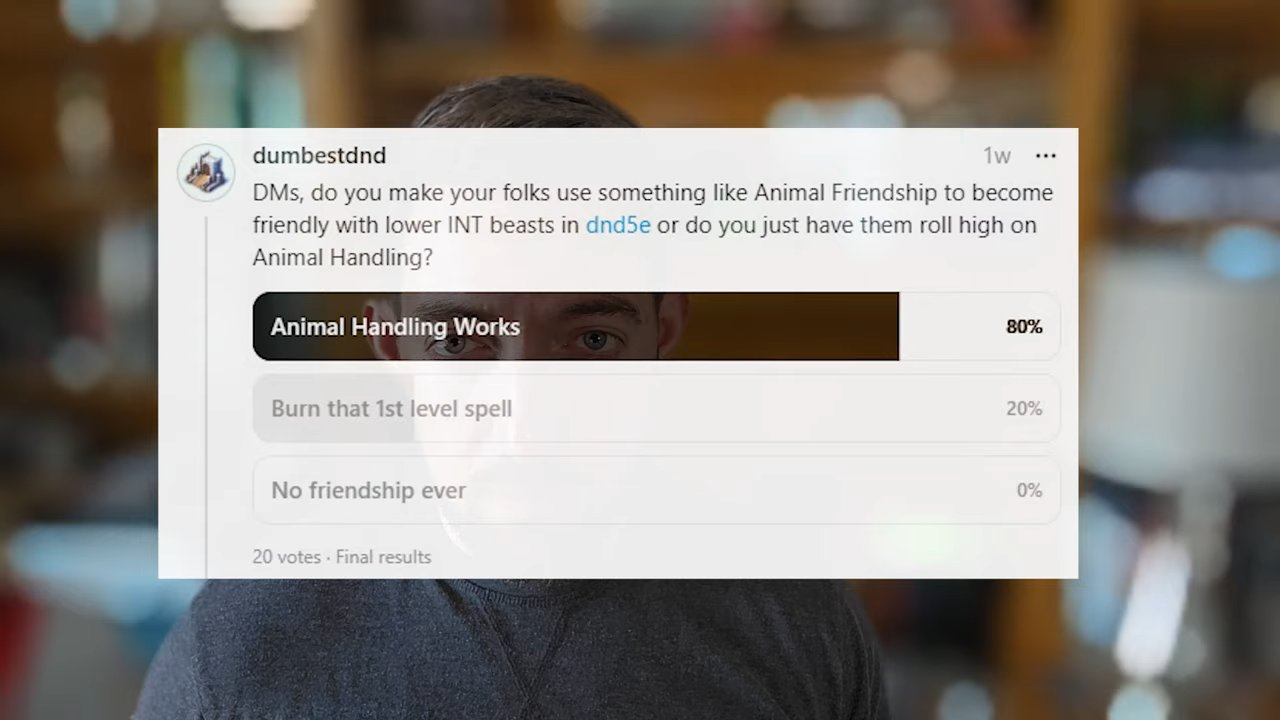 dumbestdnd
1w
DMs, do you make your folks use something like Animal Friendship to become
friendly with lower INT beasts in dnd5e or do you just have them roll high on
Animal Handling?
Animal Handling Works 80%
Burn that 1st level spell 20%
No friendship ever 0%
20 votes · Final results